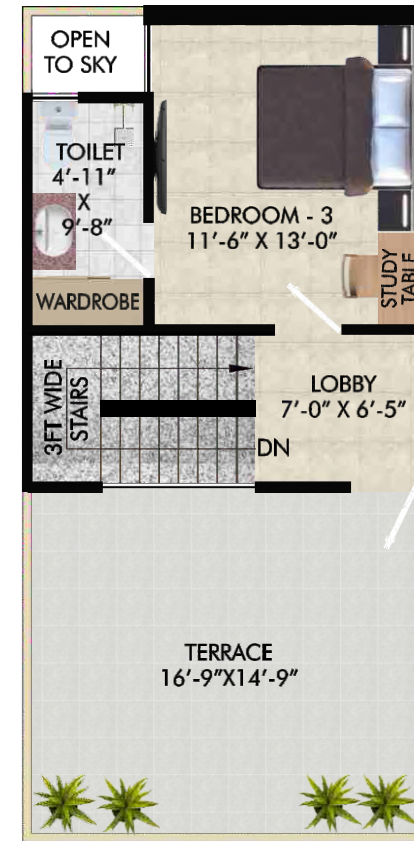 OPEN
TO SKY
TOILET
4'-11"
X
9'-8"
BEDROOM - 3
11'-6" X 13'-0"
STUDY
TABLE
WARDROBE
3FT WIDE
STAIRS
LOBBY
7'-0" X 6'-5"
DN
TERRACE
16'-9"X14'-9"